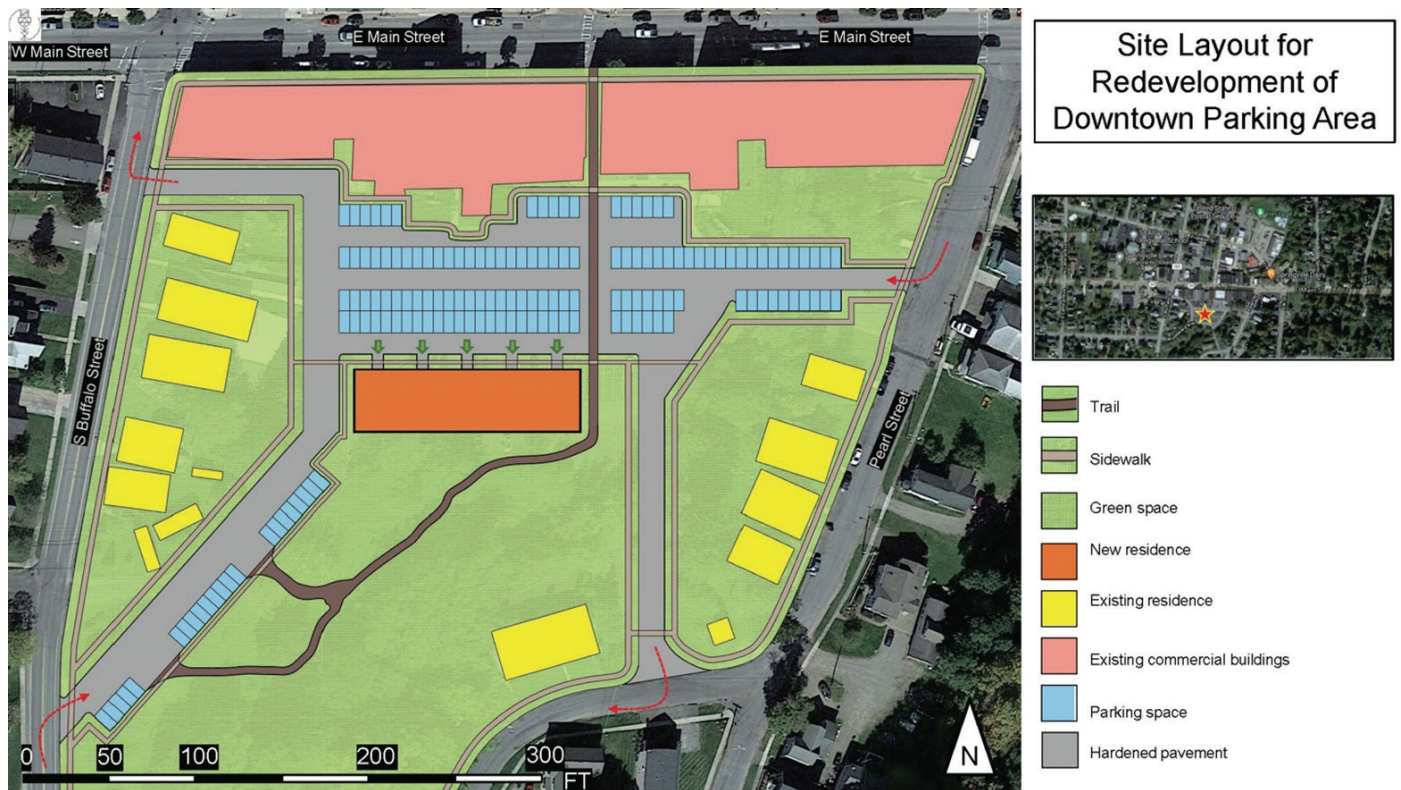 W Main Street
E Main Street
E Main Street
S Buffalo Street
Pearl Street
0
50
100
200
300
FT
N
Site Layout for
Redevelopment of
Downtown Parking Area
Trail
Sidewalk
Green space
New residence
Existing residence
Existing commercial buildings
Parking space
Hardened pavement